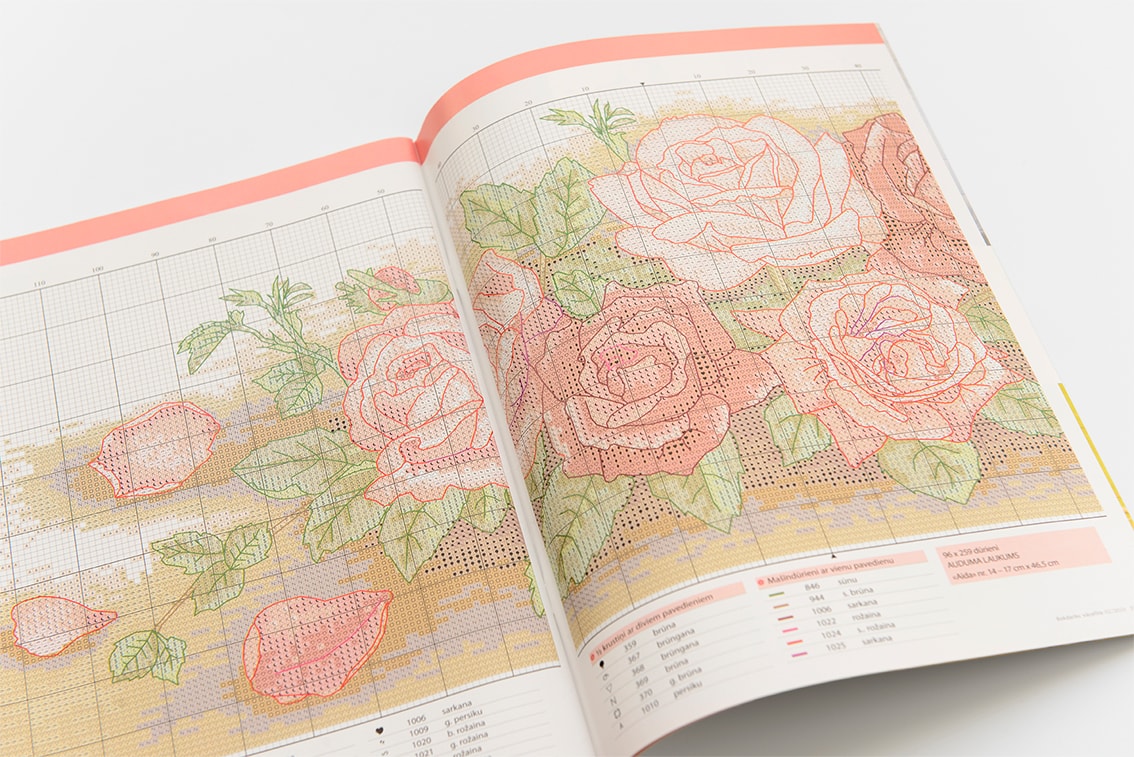 110
100
90
80
70
60
50
30
20
10
10
20
30
40
1006 sarkana
1009 g. persiku
1020 b. rožaina
1021 g. rožaina
rožaina
½ krustiņi ar diviem pavedieniem
359 brūna
367 brūngana
368 brūngana
369 brūna
370 g. brūna
1010 persiku
Mašīndūrieni ar vienu pavedienu
846 sūnu
944 s. brūna
1006 sarkana
1022 rožaina
1024 s. rožaina
1025 sarkana
96 x 259 dūrieni
AUDUMA LAUKUMS
«Aida» nr. 14 – 17 cm x 46,5 cm